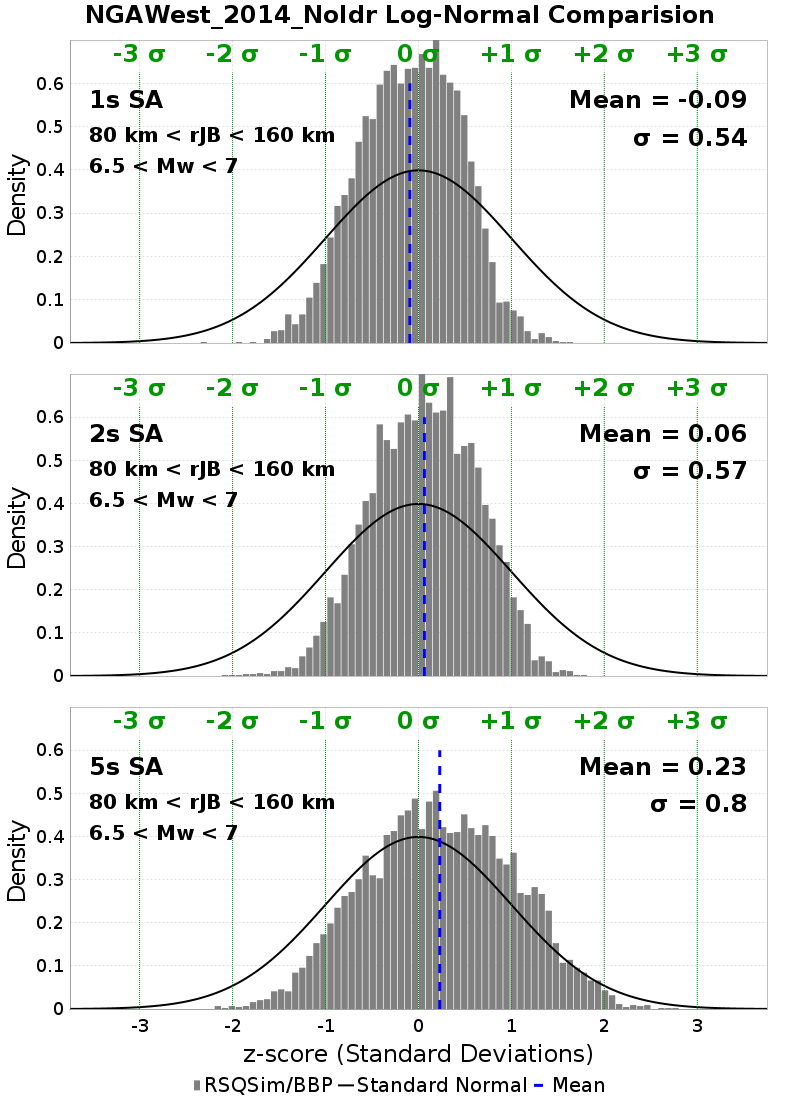 NGAWest_2014_NoIdr Log-Normal Comparision
-3 σ -2 σ -1 σ 0 σ +1 σ +2 σ +3 σ
1s SA Mean = -0.09
80 km < rJB < 160 km σ = 0.54
6.5 < Mw < 7
Density
0.6
0.5
0.4
0.3
0.2
0.1
0
-3 σ -2 σ -1 σ 0 σ +1 σ +2 σ +3 σ
2s SA Mean = 0.06
80 km < rJB < 160 km σ = 0.57
6.5 < Mw < 7
Density
0.6
0.5
0.4
0.3
0.2
0.1
0
-3 σ -2 σ -1 σ 0 σ +1 σ +2 σ +3 σ
5s SA Mean = 0.23
80 km < rJB < 160 km σ = 0.8
6.5 < Mw < 7
Density
0.6
0.5
0.4
0.3
0.2
0.1
0
-3 -2 -1 0 1 2 3
z-score (Standard Deviations)
RSQSim/BBP Standard Normal Mean